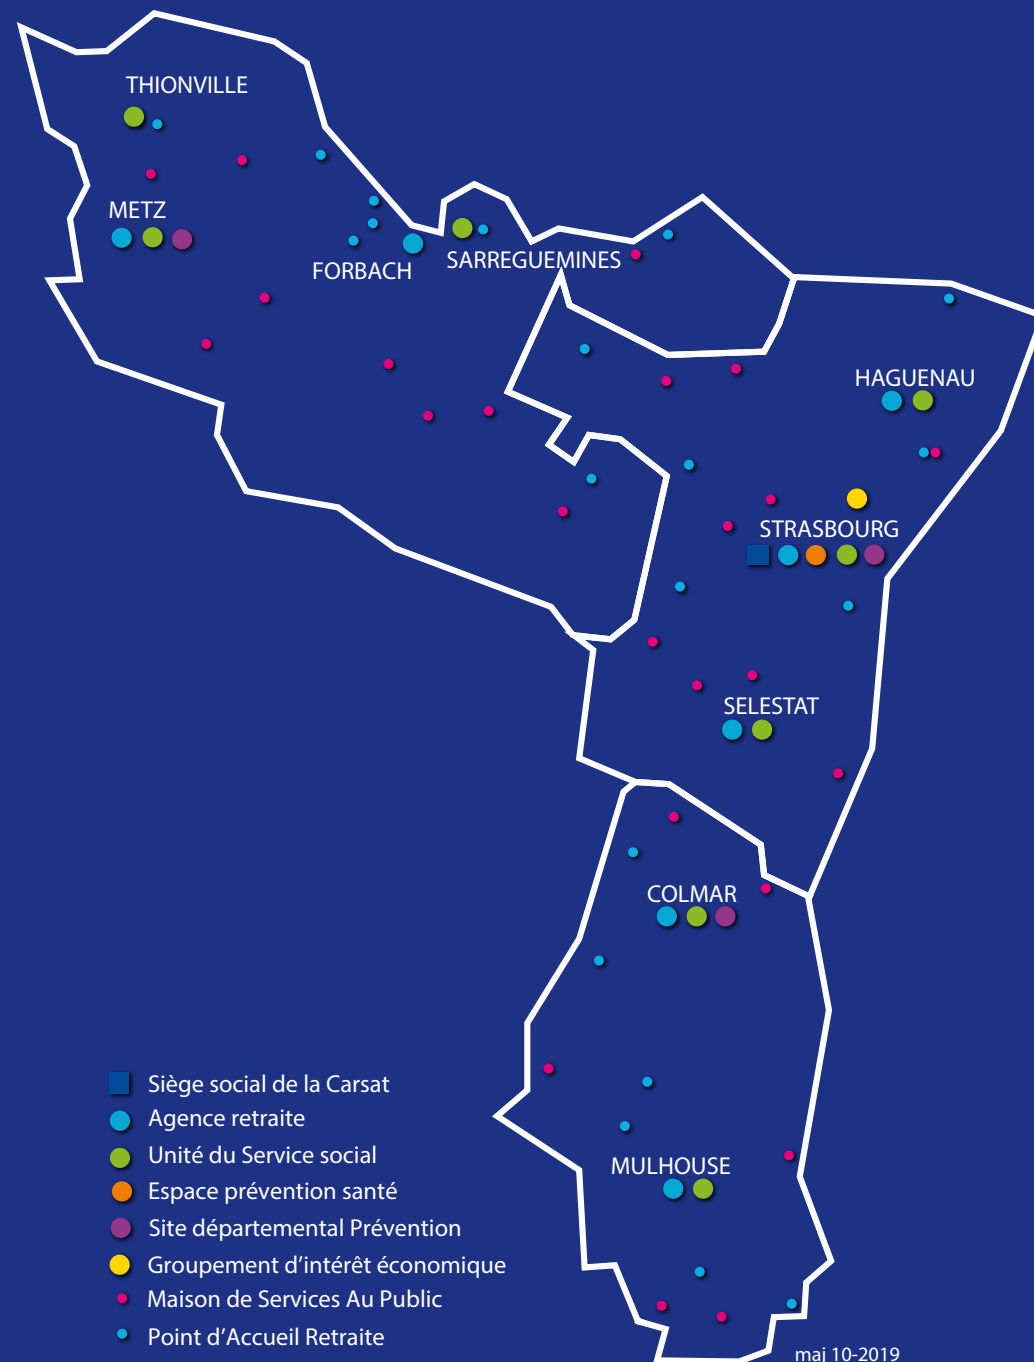 THIONVILLE
METZ
FORBACH
SARREGUEMINES
HAGUENAU
STRASBOURG
SELESTAT
COLMAR
MULHOUSE
Siège social de la Carsat
Agence retraite
Unité du Service social
Espace prévention santé
Site départemental Prévention
Groupement d'intérêt économique
Maison de Services Au Public
Point d'Accueil Retraite
maj 10-2019